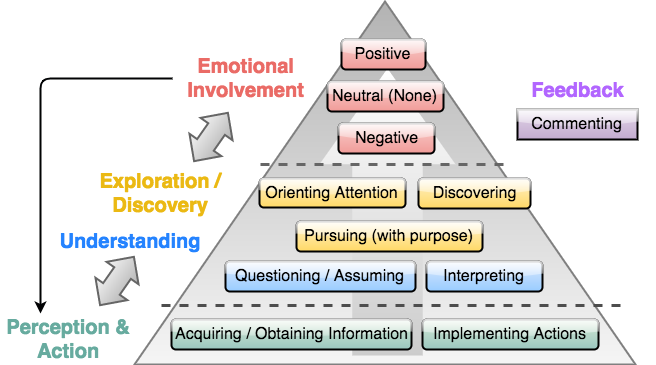 Positive
Emotional
Involvement
Neutral (None)
Feedback
Commenting
Negative
Exploration /
Discovery
Orienting Attention
Discovering
Pursuing (with purpose)
Understanding
Questioning / Assuming
Interpreting
Perception &
Action
Acquiring / Obtaining Information
Implementing Actions